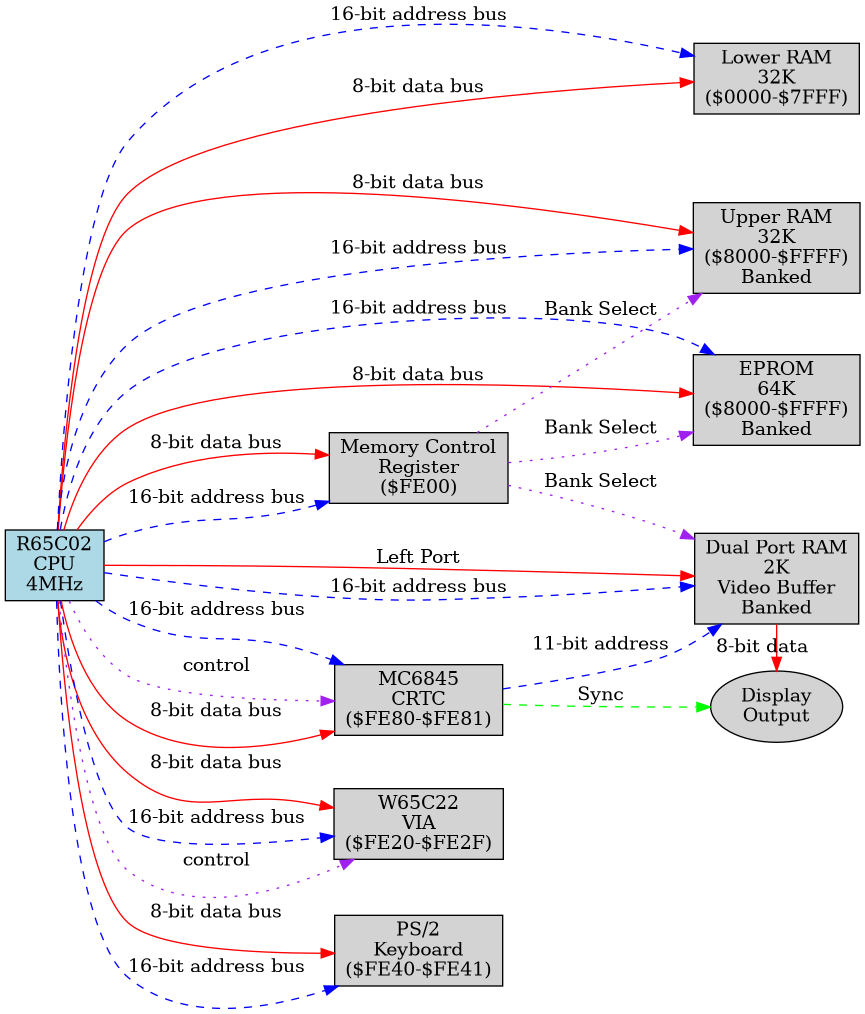 16-bit address bus
Lower RAM
32K
($0000-$7FFF)
8-bit data bus
8-bit data bus
Upper RAM
32K
($8000-$FFFF)
Banked
16-bit address bus
16-bit address bus
Bank Select
EPROM
64K
($8000-$FFFF)
Banked
8-bit data bus
8-bit data bus
Memory Control
Register
($FE00)
Bank Select
Bank Select
16-bit address bus
R65C02
CPU
4MHz
Left Port
16-bit address bus
Dual Port RAM
2K
Video Buffer
Banked
16-bit address bus
11-bit address
8-bit data
control
MC6845
CRTC
($FE80-$FE81)
Sync
Display
Output
8-bit data bus
8-bit data bus
W65C22
VIA
($FE20-$FE2F)
16-bit address bus
control
8-bit data bus
PS/2
Keyboard
($FE40-$FE41)
16-bit address bus